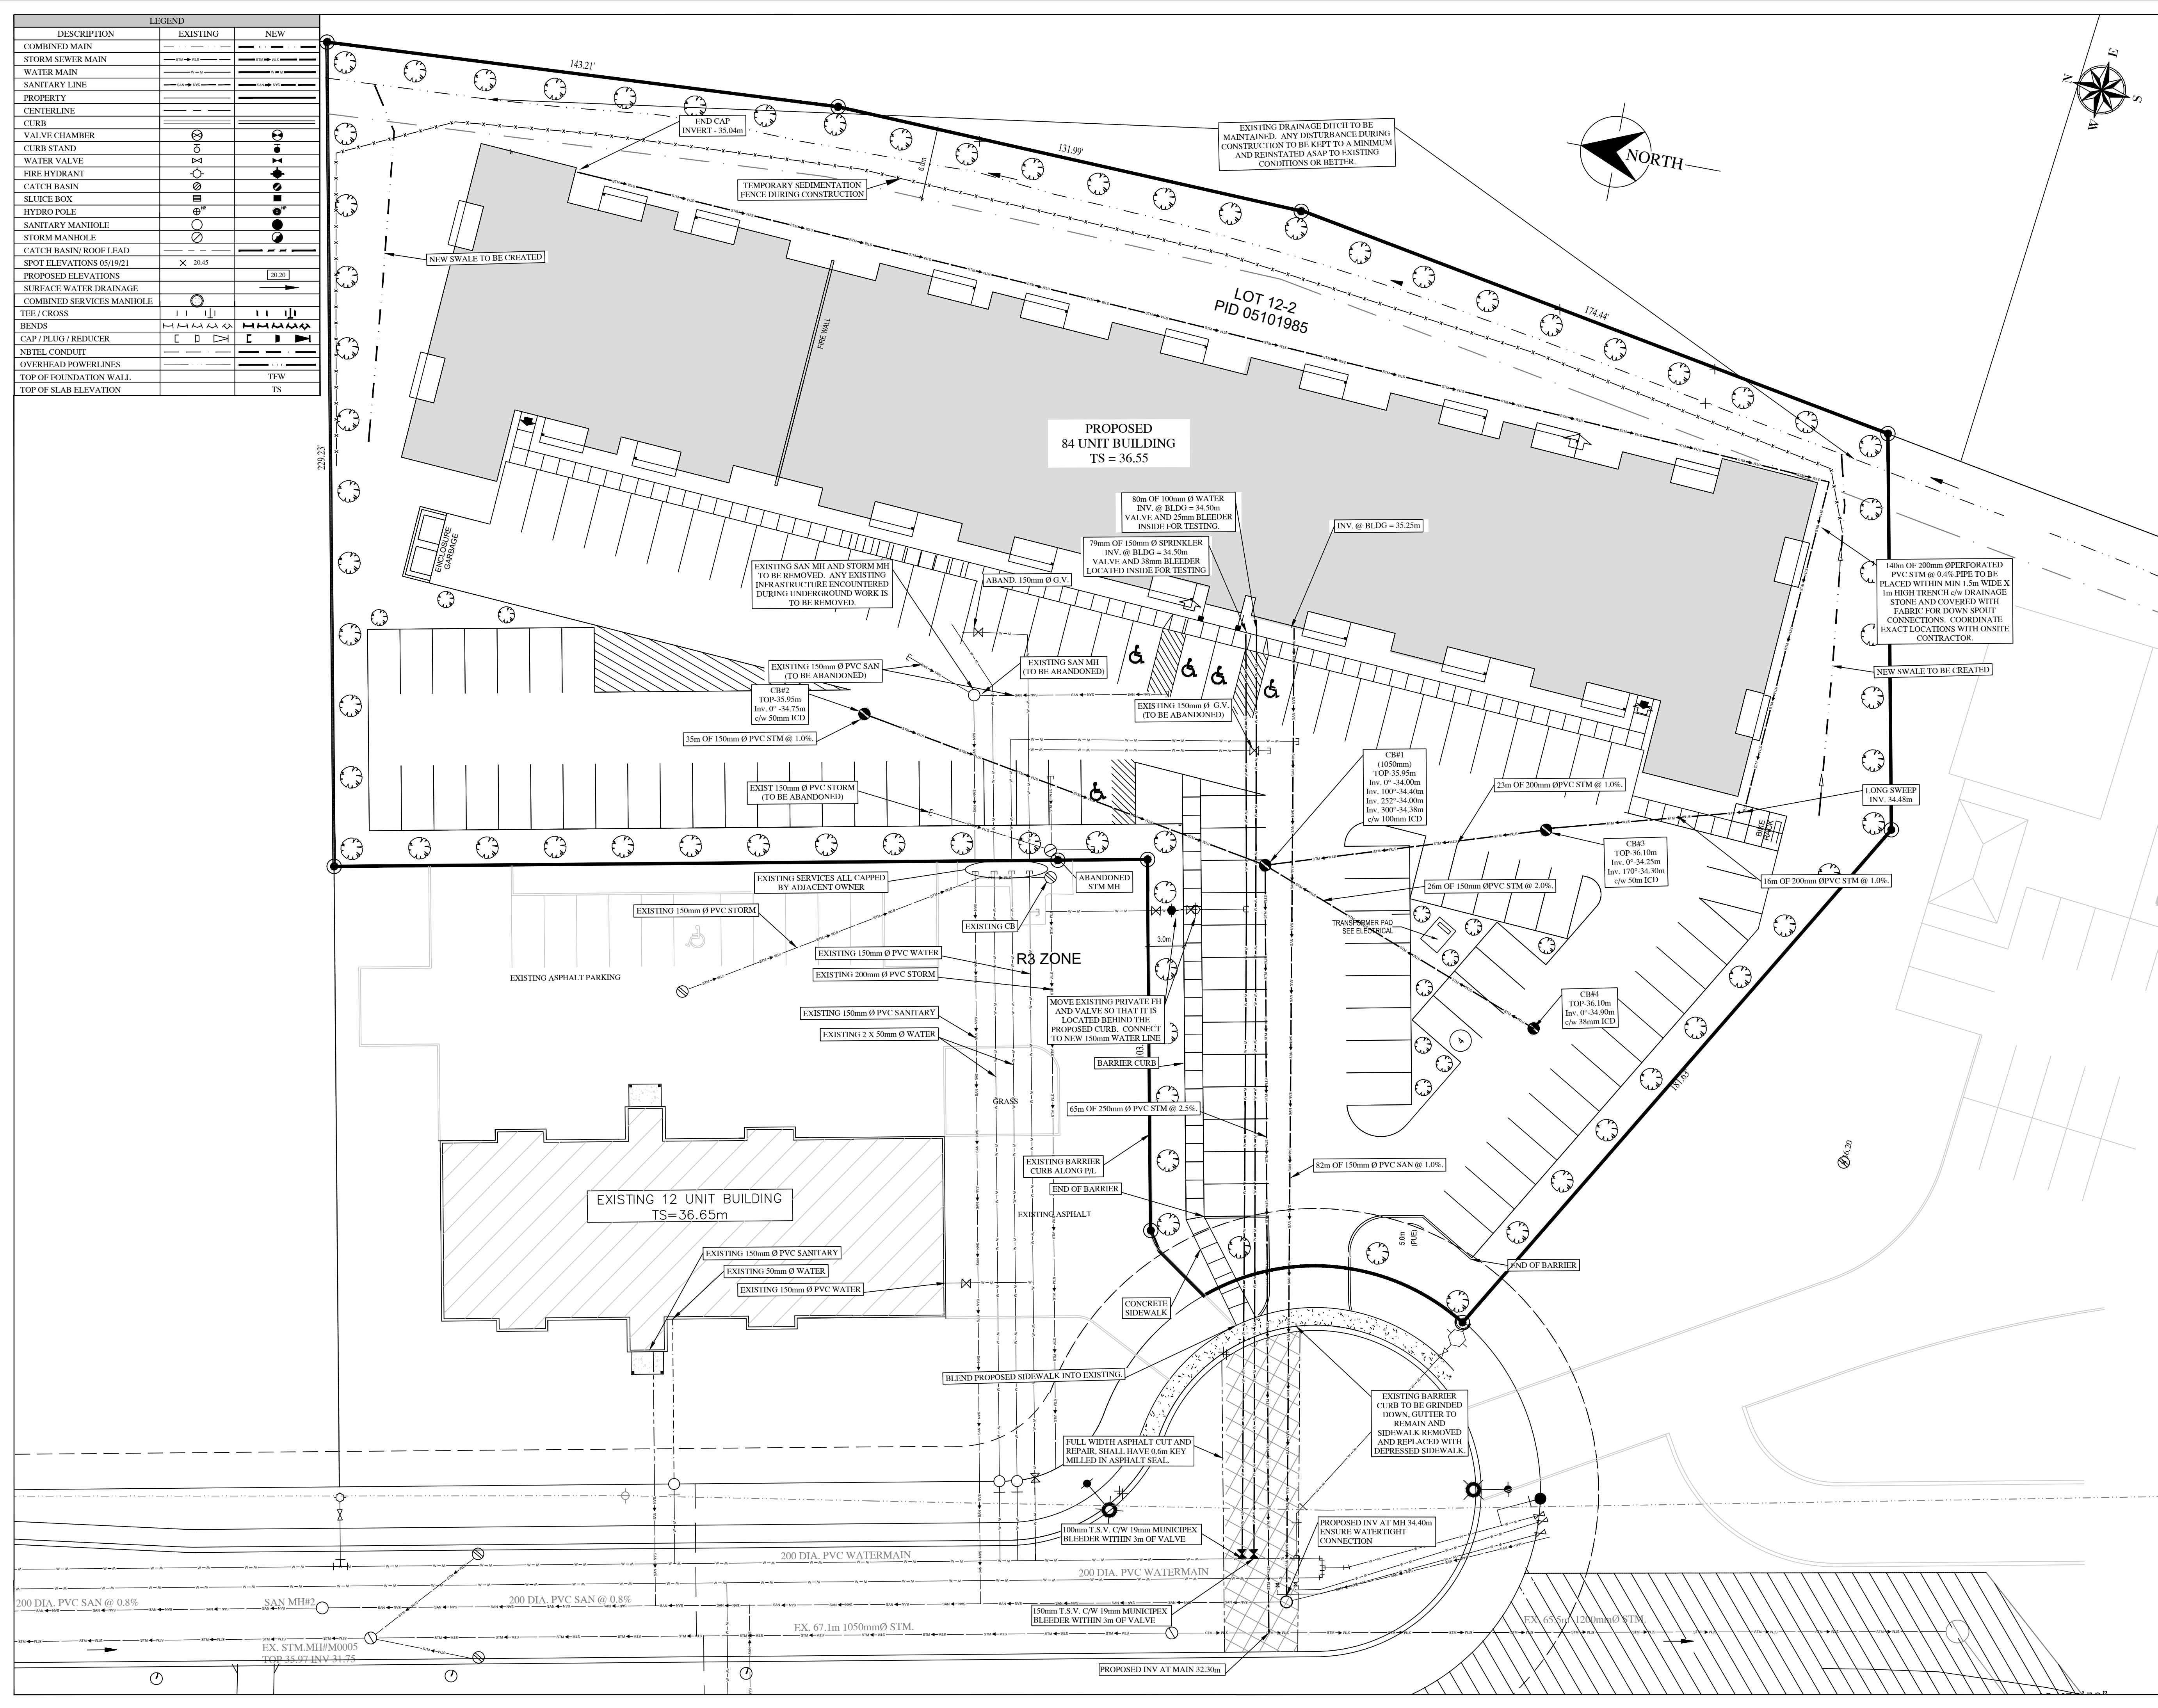 LEGEND
DESCRIPTION EXISTING NEW
COMBINED MAIN
STORM SEWER MAIN
WATER MAIN
SANITARY LINE
PROPERTY
CENTERLINE
CURB
VALVE CHAMBER
CURB STAND
WATER VALVE
FIRE HYDRANT
CATCH BASIN
SLUICE BOX
HYDRO POLE
SANITARY MANHOLE
STORM MANHOLE
CATCH BASIN/ ROOF LEAD
SPOT ELEVATIONS 05/19/21 20.45
PROPOSED ELEVATIONS 20.20
SURFACE WATER DRAINAGE
COMBINED SERVICES MANHOLE
TEE / CROSS
BENDS
CAP / PLUG / REDUCER
NBTEL CONDUIT
OVERHEAD POWERLINES
TOP OF FOUNDATION WALL TFW
TOP OF SLAB ELEVATION TS
143.21'
131.99'
174.44'
229.23'
181.63'
N
E
S
W
NORTH
END CAP
INVERT - 35.04m
6.0m
EXISTING DRAINAGE DITCH TO BE
MAINTAINED. ANY DISTURBANCE DURING
CONSTRUCTION TO BE KEPT TO A MINIMUM
AND REINSTATED ASAP TO EXISTING
CONDITIONS OR BETTER.
TEMPORARY SEDIMENTATION
FENCE DURING CONSTRUCTION
NEW SWALE TO BE CREATED
LOT 12-2
PID 05101985
FIRE WALL
PROPOSED
84 UNIT BUILDING
TS = 36.55
80m OF 100mm Ø WATER
INV. @ BLDG = 34.50m
VALVE AND 25mm BLEEDER
INSIDE FOR TESTING.
INV. @ BLDG = 35.25m
79mm OF 150mm Ø SPRINKLER
INV. @ BLDG = 34.50m
VALVE AND 38mm BLEEDER
LOCATED INSIDE FOR TESTING
ENCLOSURE
GARBAGE
EXISTING SAN MH AND STORM MH
TO BE REMOVED. ANY EXISTING
INFRASTRUCTURE ENCOUNTERED
DURING UNDERGROUND WORK IS
TO BE REMOVED.
ABAND. 150mm Ø G.V.
140m OF 200mm ØPERFORATED
PVC STM @ 0.4%.PIPE TO BE
PLACED WITHIN MIN 1.5m WIDE X
1m HIGH TRENCH c/w DRAINAGE
STONE AND COVERED WITH
FABRIC FOR DOWN SPOUT
CONNECTIONS. COORDINATE
EXACT LOCATIONS WITH ONSITE
CONTRACTOR.
NEW SWALE TO BE CREATED
EXISTING 150mm Ø PVC SAN
(TO BE ABANDONED)
EXISTING SAN MH
(TO BE ABANDONED)
CB#2
TOP-35.95m
Inv. 0° -34.75m
c/w 50mm ICD
EXISTING 150mm Ø G.V.
(TO BE ABANDONED)
35m OF 150mm Ø PVC STM @ 1.0%.
CB#1
(1050mm)
TOP-35.95m
Inv. 0° -34.00m
Inv. 100°-34.40m
Inv. 252°-34.00m
Inv. 300°-34.38m
c/w 100mm ICD
23m OF 200mm ØPVC STM @ 1.0%.
EXIST 150mm Ø PVC STORM
(TO BE ABANDONED)
LONG SWEEP
INV. 34.48m
BIKE
RACK
CB#3
TOP-36.10m
Inv. 0°-34.25m
Inv. 170°-34.30m
c/w 50m ICD
16m OF 200mm ØPVC STM @ 1.0%.
EXISTING SERVICES ALL CAPPED
BY ADJACENT OWNER
ABANDONED
STM MH
26m OF 150mm ØPVC STM @ 2.0%.
EXISTING 150mm Ø PVC STORM
EXISTING CB
TRANSFORMER PAD
SEE ELECTRICAL
3.0m
EXISTING 150mm Ø PVC WATER
R3 ZONE
EXISTING ASPHALT PARKING
EXISTING 200mm Ø PVC STORM
CB#4
TOP-36.10m
Inv. 0°-34.90m
c/w 38mm ICD
EXISTING 150mm Ø PVC SANITARY
EXISTING 2 X 50mm Ø WATER
MOVE EXISTING PRIVATE FH
AND VALVE SO THAT IT IS
LOCATED BEHIND THE
PROPOSED CURB. CONNECT
TO NEW 150mm WATER LINE
4
BARRIER CURB
GRASS
65m OF 250mm Ø PVC STM @ 2.5%.
EXISTING BARRIER
CURB ALONG P/L
82m OF 150mm Ø PVC SAN @ 1.0%.
END OF BARRIER
EXISTING 12 UNIT BUILDING
TS=36.65m
EXISTING ASPHALT
5.0m
(PUE)
EXISTING 150mm Ø PVC SANITARY
EXISTING 50mm Ø WATER
EXISTING 150mm Ø PVC WATER
END OF BARRIER
CONCRETE
SIDEWALK
BLEND PROPOSED SIDEWALK INTO EXISTING.
EXISTING BARRIER
CURB TO BE GRINDED
DOWN, GUTTER TO
REMAIN AND
SIDEWALK REMOVED
AND REPLACED WITH
DEPRESSED SIDEWALK.
FULL WIDTH ASPHALT CUT AND
REPAIR, SHALL HAVE 0.6m KEY
MILLED IN ASPHALT SEAL.
100mm T.S.V. C/W 19mm MUNICIPEX
BLEEDER WITHIN 3m OF VALVE
PROPOSED INV AT MH 34.40m
ENSURE WATERTIGHT
CONNECTION
200 DIA. PVC WATERMAIN
200 DIA. PVC WATERMAIN
200 DIA. PVC SAN @ 0.8%
SAN MH#2
200 DIA. PVC SAN @ 0.8%
150mm T.S.V. C/W 19mm MUNICIPEX
BLEEDER WITHIN 3m OF VALVE
EX. 67.1m 1050mmØ STM.
EX. 65.5m 1200mmØ STM.
EX. STM.MH#M0005
TOP 35.97 INV 31.75
PROPOSED INV AT MAIN 32.30m